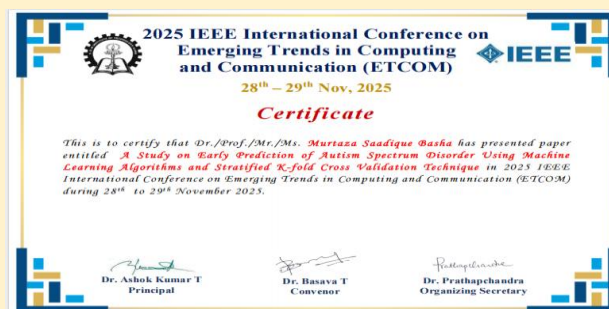 2025 IEEE International Conference on
Emerging Trends in Computing
and Communication (ETCOM)
IEEE
28th – 29th Nov, 2025
Certificate
This is to certify that Dr./Prof./Mr./Ms. Murtaza Saadique Basha has presented paper
entitled A Study on Early Prediction of Autism Spectrum Disorder Using Machine
Learning Algorithms and Stratified K-fold Cross Validation Technique in 2025 IEEE
International Conference on Emerging Trends in Computing and Communication (ETCOM)
during 28th to 29th November 2025.
Prathapchandra
Dr. Ashok Kumar T
Principal
Dr. Basava T
Convenor
Dr. Prathapchandra
Organizing Secretary